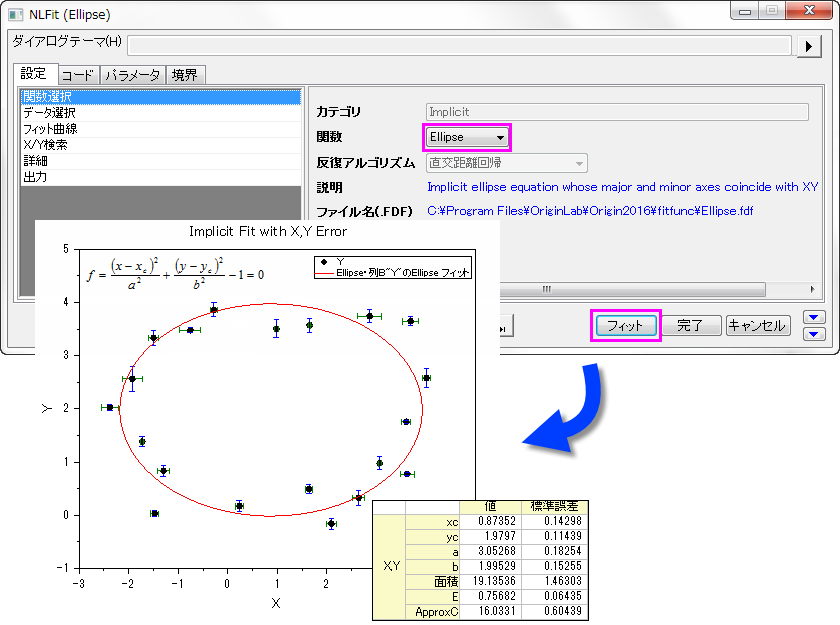 NLFit (Ellipse)
ダイアログテーマ(H)
設定 コード パラメータ 境界
関数選択
データ選択
フィット曲線
X/Y検索
詳細
出力
カテゴリ Implicit
関数 Ellipse
反復アルゴリズム 直交距離回帰
説明 Implicit ellipse equation whose major and minor axes coincide with XY
ファイル名(.FDF) C:¥Program Files¥OriginLab¥Origin2016¥fitfunc¥Ellipse.fdf
フィット 完了 キャンセル
Implicit Fit with X,Y Error
f = (x−x_c)²/a² + (y−y_c)²/b² −1=0
Y
Ellipse・列B"Y"のEllipse フィット
5
4
3
2
1
0
−1
Y
−3 −2 −1 0 1 2 3
X
値 標準誤差
X,Y
xc 0.87352 0.14298
yc 1.9797 0.11439
a 3.05268 0.18254
b 1.99529 0.15255
面積 19.13536 1.46303
E 0.75682 0.06435
ApproxC 16.0331 0.60439